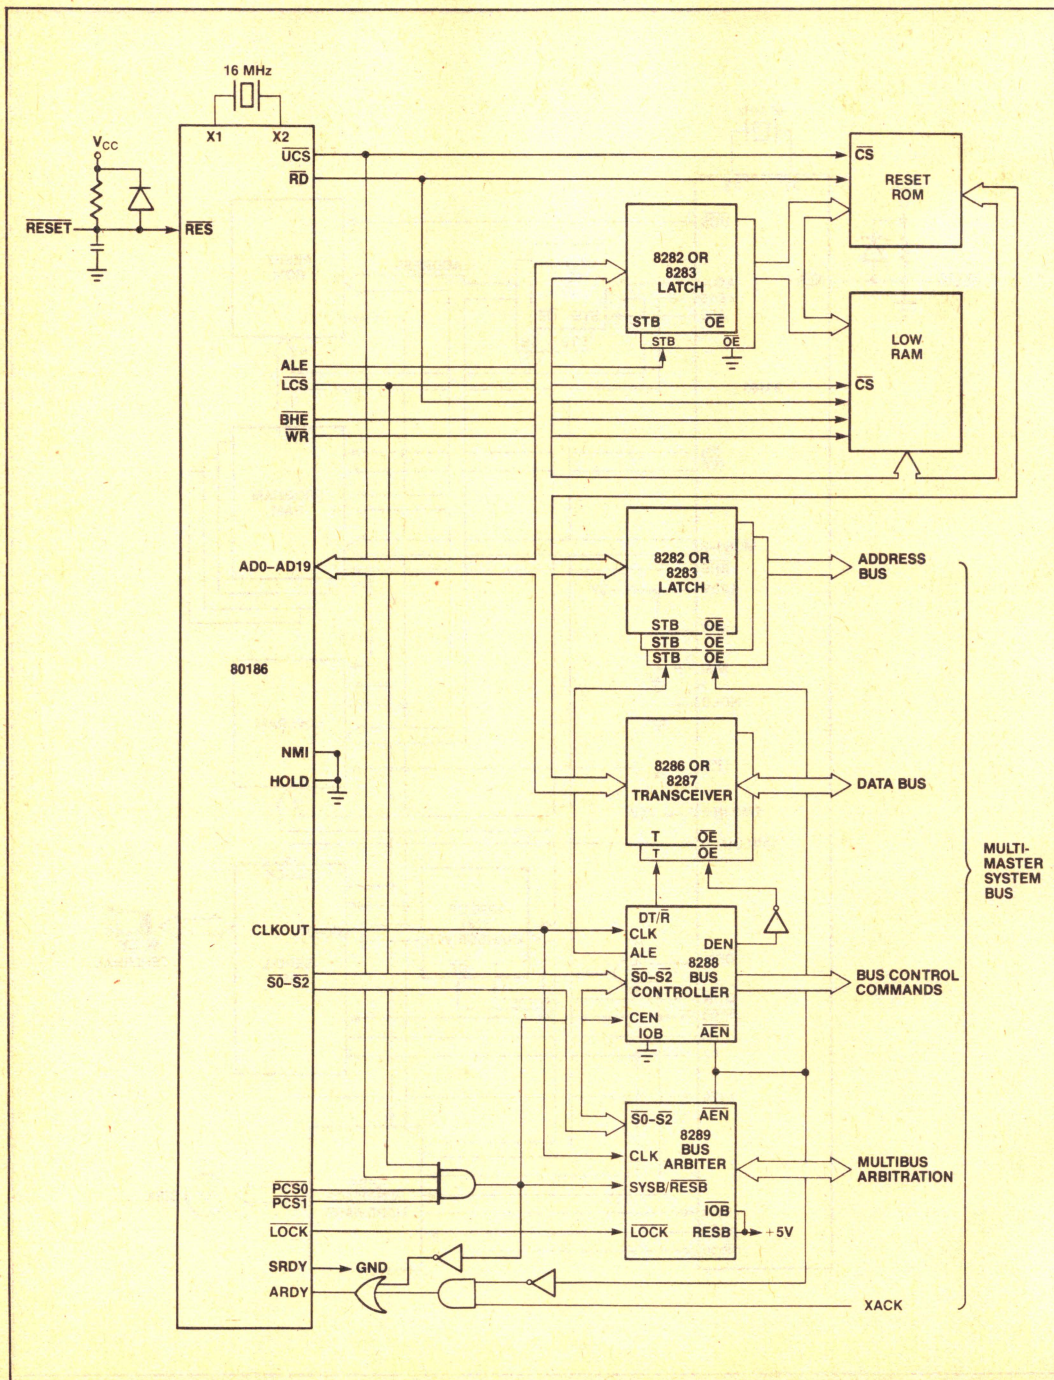 16 MHz
X1
X2
VCC
RESET
RES
UCS
RD
CS
RESET
ROM
8282 OR
8283
LATCH
STB
OE
STB
OE
LOW
RAM
CS
ALE
LCS
BHE
WR
AD0–AD19
8282 OR
8283
LATCH
STB
OE
STB
OE
STB
OE
ADDRESS
BUS
80186
NMI
HOLD
8286 OR
8287
TRANSCEIVER
T
OE
T
OE
DATA BUS
MULTI-
MASTER
SYSTEM
BUS
CLKOUT
S0–S2
DT/R
CLK
ALE
DEN
S0–S2
8288
BUS
CONTROLLER
CEN
IOB
AEN
BUS CONTROL
COMMANDS
S0–S2
AEN
8289
BUS
ARBITER
CLK
SYSB/RESB
IOB
LOCK
RESB
+5V
MULTIBUS
ARBITRATION
PCS0
PCS1
LOCK
SRDY
GND
ARDY
XACK